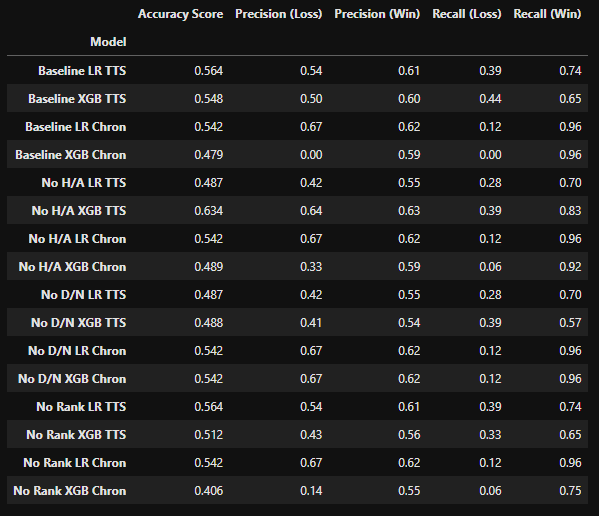 Accuracy Score Precision (Loss) Precision (Win) Recall (Loss) Recall (Win)
Model
Baseline LR TTS 0.564 0.54 0.61 0.39 0.74
Baseline XGB TTS 0.548 0.50 0.60 0.44 0.65
Baseline LR Chron 0.542 0.67 0.62 0.12 0.96
Baseline XGB Chron 0.479 0.00 0.59 0.00 0.96
No H/A LR TTS 0.487 0.42 0.55 0.28 0.70
No H/A XGB TTS 0.634 0.64 0.63 0.39 0.83
No H/A LR Chron 0.542 0.67 0.62 0.12 0.96
No H/A XGB Chron 0.489 0.33 0.59 0.06 0.92
No D/N LR TTS 0.487 0.42 0.55 0.28 0.70
No D/N XGB TTS 0.488 0.41 0.54 0.39 0.57
No D/N LR Chron 0.542 0.67 0.62 0.12 0.96
No D/N XGB Chron 0.542 0.67 0.62 0.12 0.96
No Rank LR TTS 0.564 0.54 0.61 0.39 0.74
No Rank XGB TTS 0.512 0.43 0.56 0.33 0.65
No Rank LR Chron 0.542 0.67 0.62 0.12 0.96
No Rank XGB Chron 0.406 0.14 0.55 0.06 0.75